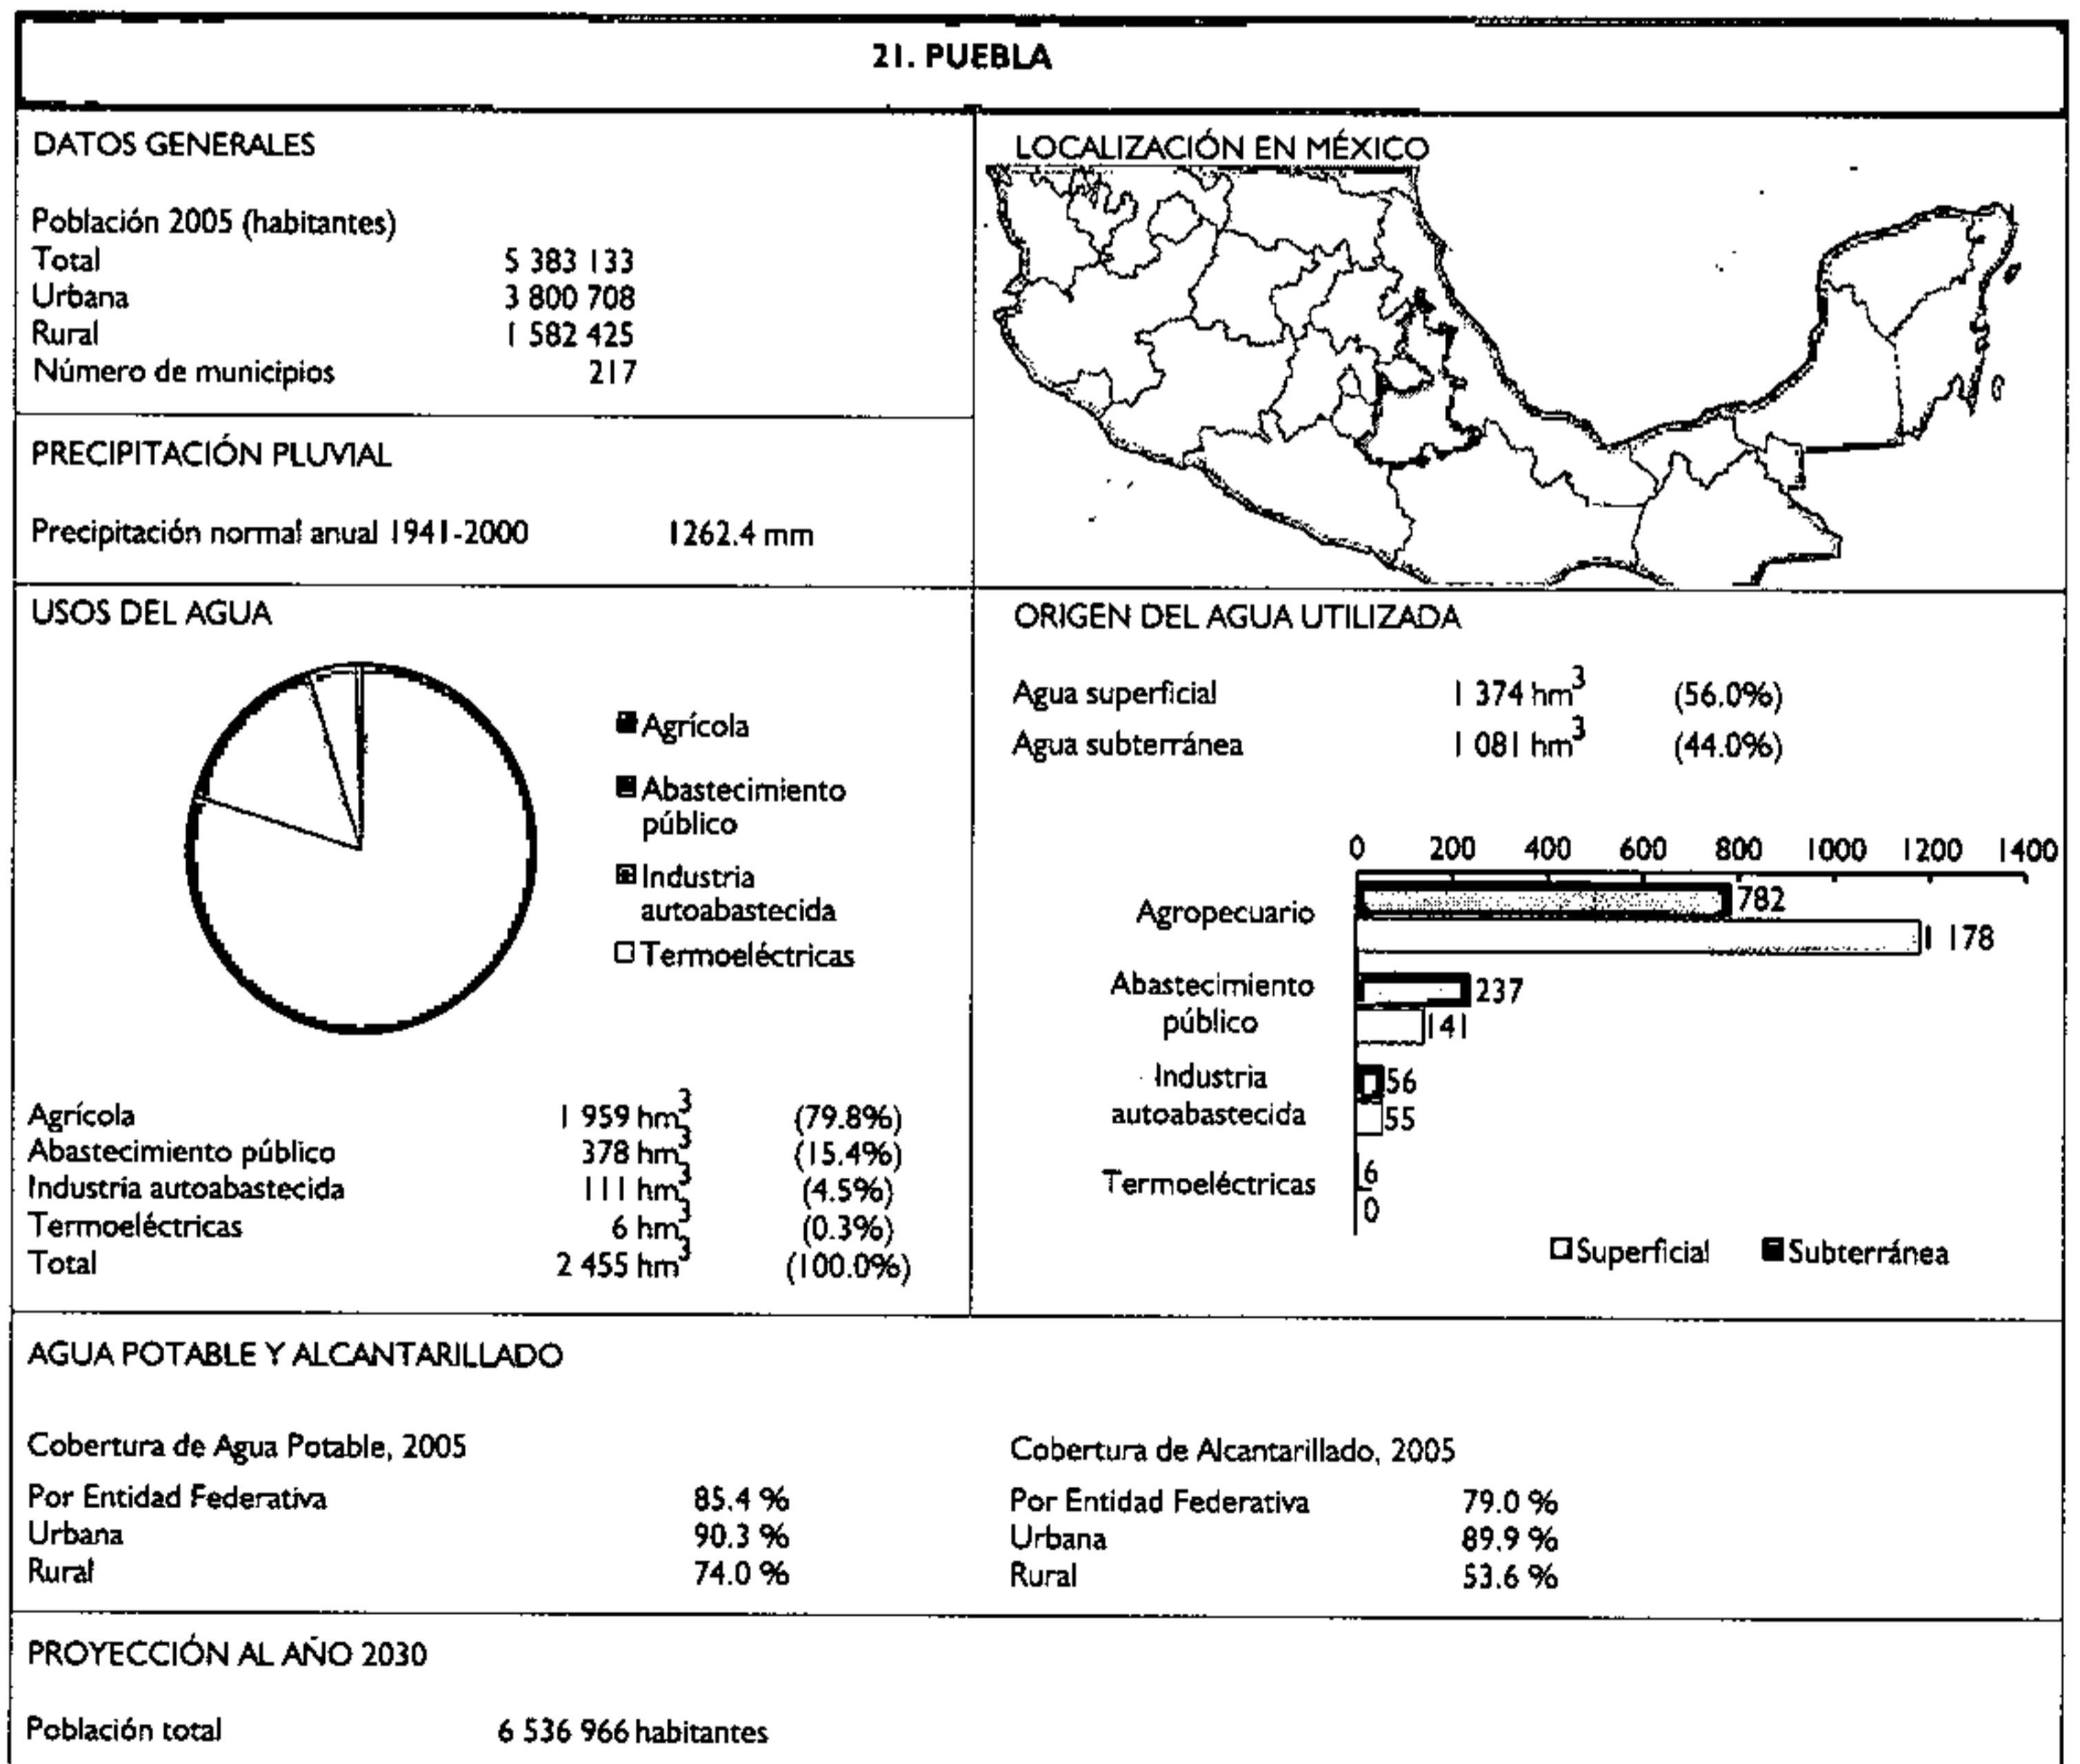 21. PUEBLA
DATOS GENERALES
Población 2005 (habitantes)
Total 5 383 133
Urbana 3 800 708
Rural 1 582 425
Número de municipios 217
LOCALIZACIÓN EN MÉXICO
PRECIPITACIÓN PLUVIAL
Precipitación normal anual 1941-2000 1262.4 mm
USOS DEL AGUA
Agrícola
Abastecimiento
público
Industria
autoabastecida
Termoeléctricas
Agrícola 1 959 hm3 (79.8%)
Abastecimiento público 378 hm3 (15.4%)
Industria autoabastecida 111 hm3 (4.5%)
Termoeléctricas 6 hm3 (0.3%)
Total 2 455 hm3 (100.0%)
ORIGEN DEL AGUA UTILIZADA
Agua superficial 1 374 hm3 (56.0%)
Agua subterránéa 1 081 hm3 (44.0%)
0 200 400 600 800 1000 1200 1400
Agropecuario 782
1 178
Abastecimiento 237
público 141
Industria 56
autoabastecida 55
Termoeléctricas 6
0
Superficial Subterránéa
AGUA POTABLE Y ALCANTARILLADO
Cobertura de Agua Potable, 2005
Por Entidad Federativa 85.4 %
Urbana 90.3 %
Rural 74.0 %
Cobertura de Alcantarillado, 2005
Por Entidad Federativa 79.0 %
Urbana 89.9 %
Rural 53.6 %
PROYECCIÓN AL AÑO 2030
Población total 6 536 966 habitantes